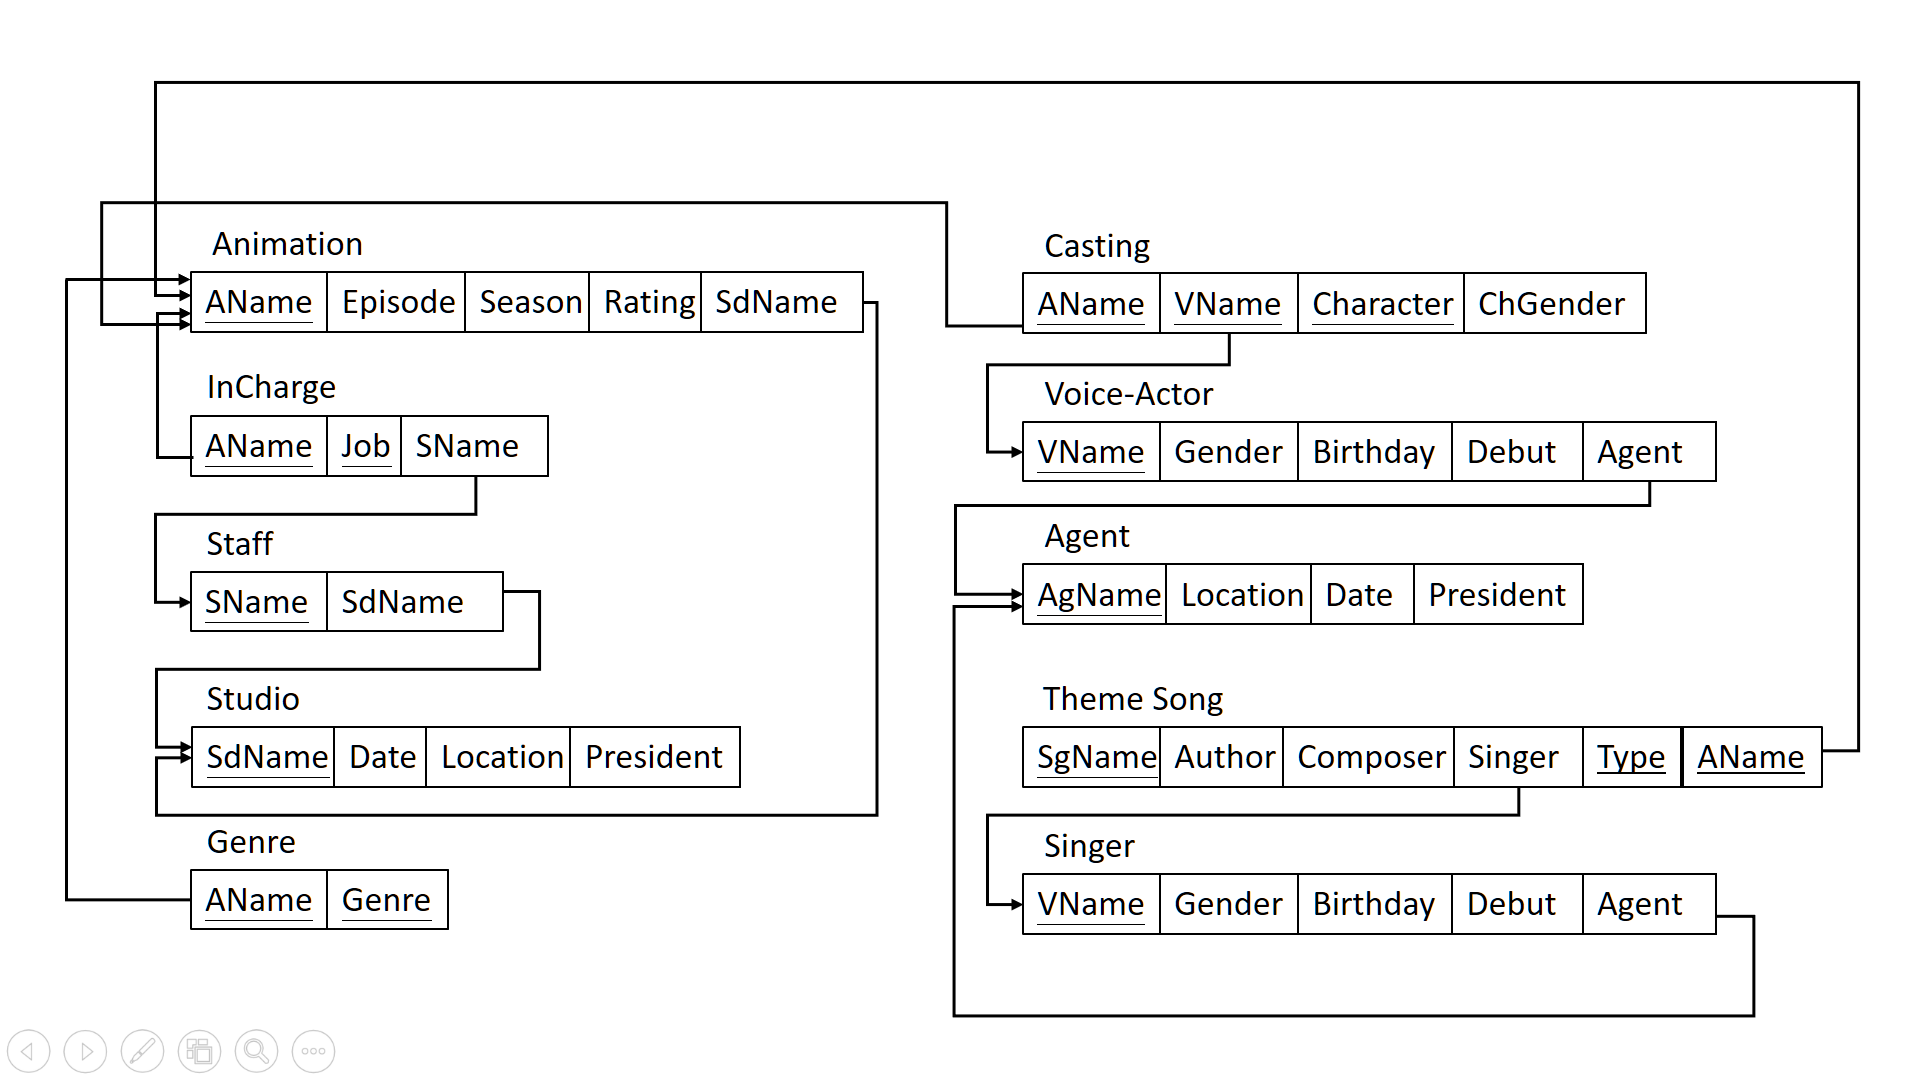 Animation
AName Episode Season Rating SdName
InCharge
AName Job SName
Staff
SName SdName
Studio
SdName Date Location President
Genre
AName Genre
Casting
AName VName Character ChGender
Voice-Actor
VName Gender Birthday Debut Agent
Agent
AgName Location Date President
Theme Song
SgName Author Composer Singer Type AName
Singer
VName Gender Birthday Debut Agent